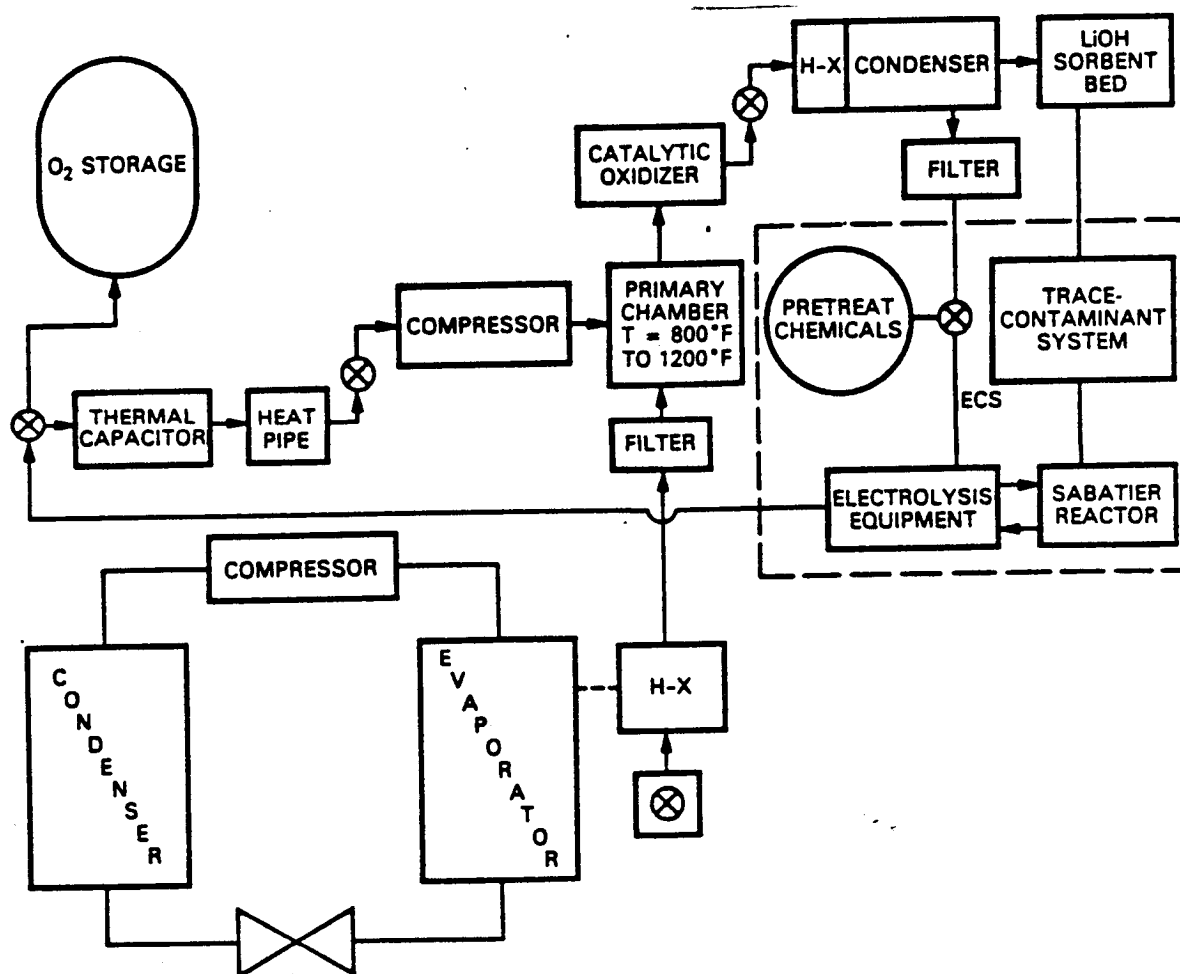 H-X
CONDENSER
LiOH
SORBENT
BED
O₂ STORAGE
CATALYTIC
OXIDIZER
FILTER
PRIMARY
CHAMBER
T = 800°F
TO 1200°F
PRETREAT
CHEMICALS
TRACE-
CONTAMINANT
SYSTEM
COMPRESSOR
ECS
THERMAL
CAPACITOR
HEAT
PIPE
FILTER
ELECTROLYSIS
EQUIPMENT
SABATIER
REACTOR
COMPRESSOR
CONDENSER
EVAPORATOR
H-X